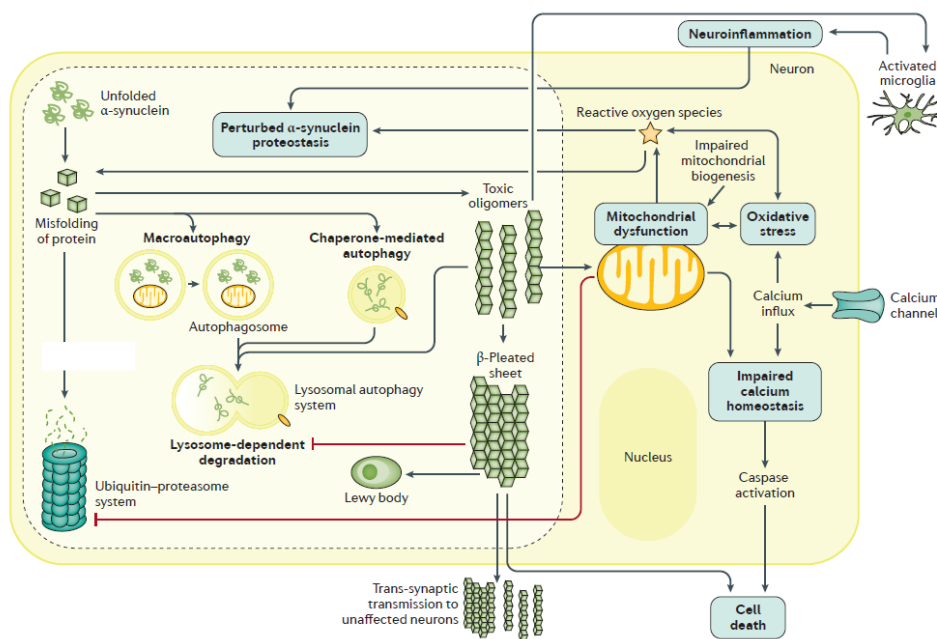 Neuroinflammation
Neuron
Activated
microglia
Unfolded
α-synuclein
Perturbed α-synuclein
proteostasis
Reactive oxygen species
Impaired
mitochondrial
biogenesis
Misfolding
of protein
Toxic
oligomers
Macroautophagy
Chaperone-mediated
autophagy
Mitochondrial
dysfunction
Oxidative
stress
Autophagosome
Calcium
influx
Calcium
channel
β-Pleated
sheet
Lysosomal autophagy
system
Impaired
calcium
homeostasis
Lysosome-dependent
degradation
Nucleus
Ubiquitin–proteasome
system
Lewy body
Caspase
activation
Trans-synaptic
transmission to
unaffected neurons
Cell
death